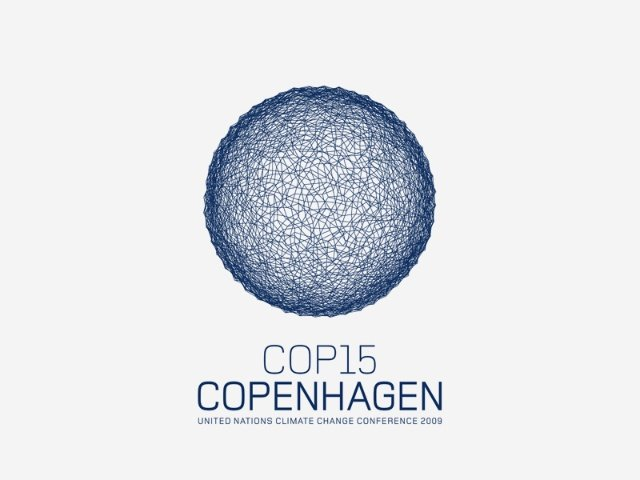 COP15
COPENHAGEN
UNITED NATIONS CLIMATE CHANGE CONFERENCE 2009